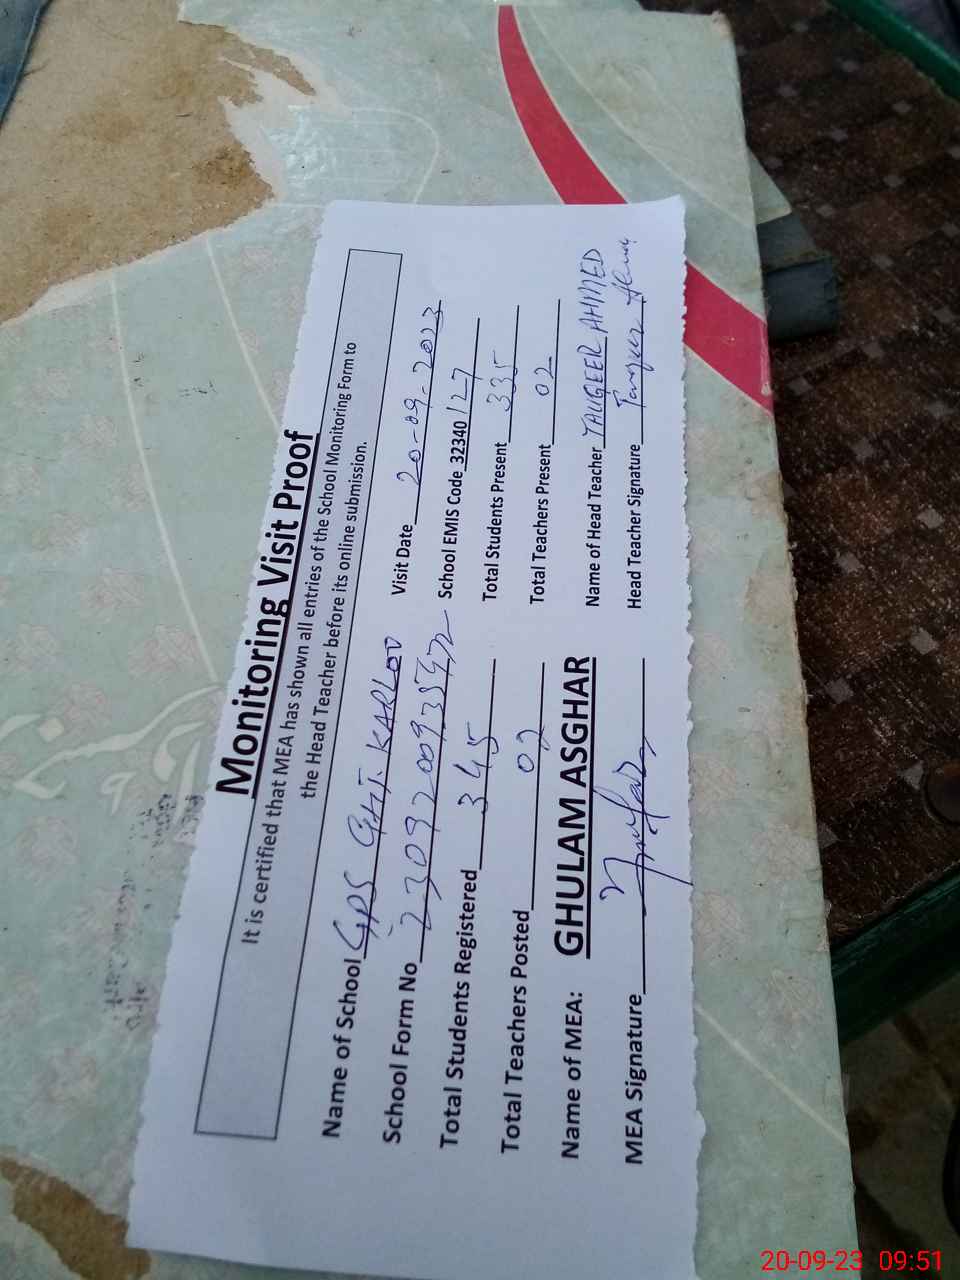 Monitoring Visit Proof
It is certified that MEA has shown all entries of the School Monitoring Form to
the Head Teacher before its online submission.
Name of School GPS GHT. KARLOO Visit Date 20-09-2023
School Form No 2309200935472 School EMIS Code 32340127
Total Students Registered 345 Total Students Present 335
Total Teachers Posted 02 Total Teachers Present 02
Name of MEA: GHULAM ASGHAR Name of Head Teacher TAUQEER AHMED
MEA Signature Head Teacher Signature Tauqeer Ahmed
20-09-23 09:51